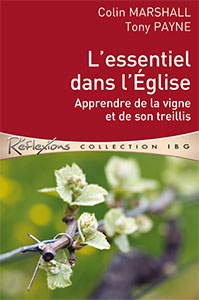 Colin MARSHALL
Tony PAYNE
L'essentiel
dans l'Église
Apprendre de la vigne
et de son treillis
Réflexions COLLECTION IBG